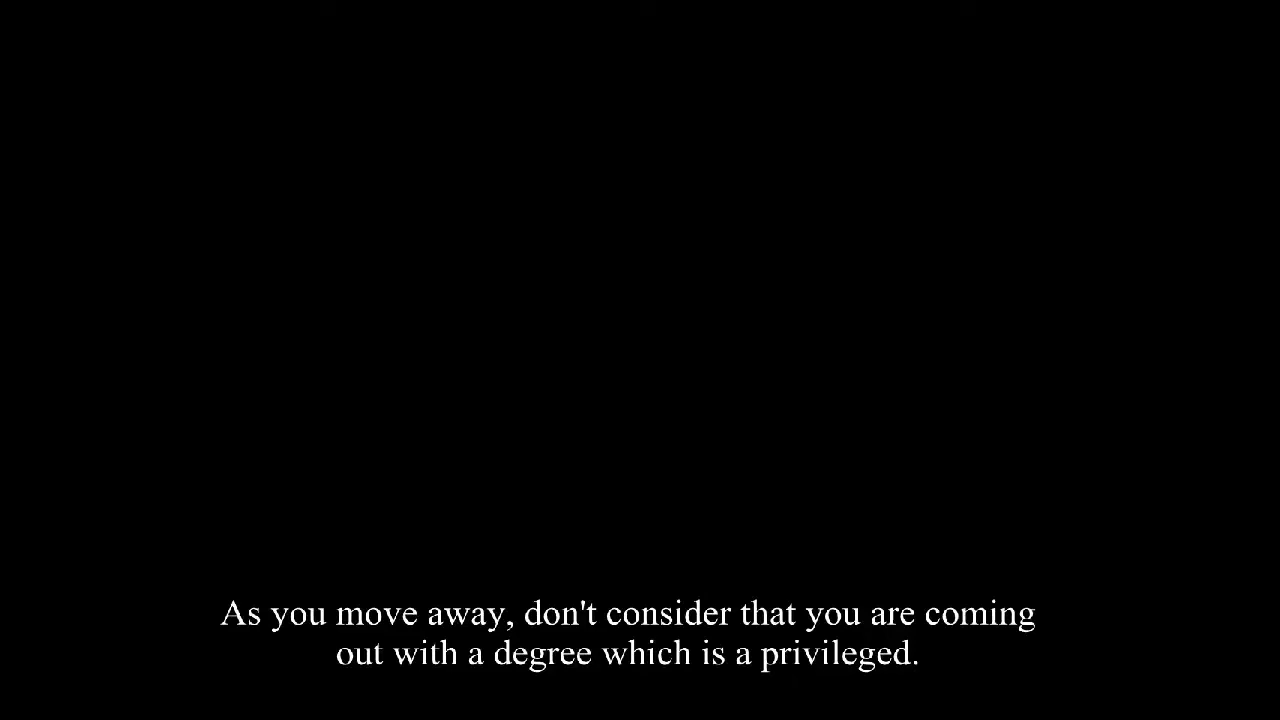 As you move away, don't consider that you are coming
out with a degree which is a privileged.